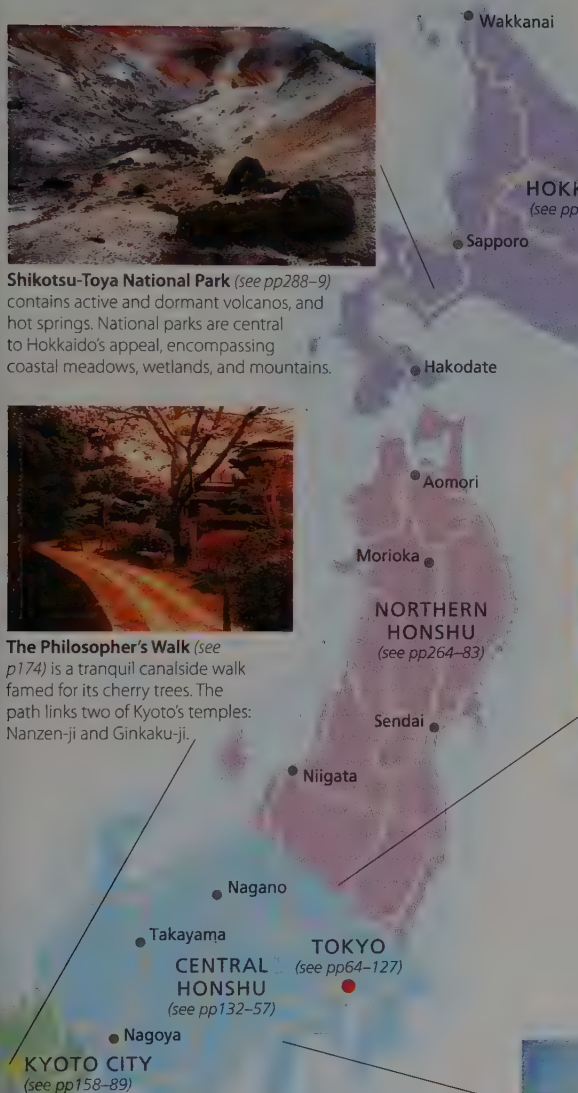 Wakkanai
HOKK
(see pp
Sapporo
Shikotsu-Toya National Park (see pp288–9)
contains active and dormant volcanos, and
hot springs. National parks are central
to Hokkaido's appeal, encompassing
coastal meadows, wetlands, and mountains.
Hakodate
Aomori
Morioka
NORTHERN
HONSHU
(see pp264–83)
The Philosopher's Walk (see
p174) is a tranquil canalside walk
famed for its cherry trees. The
path links two of Kyoto's temples:
Nanzen-ji and Ginkaku-ji.
Sendai
Niigata
Nagano
Takayama
CENTRAL
HONSHU
(see pp132–57)
TOKYO
(see pp64–127)
Nagoya
KYOTO CITY
(see pp158–89)